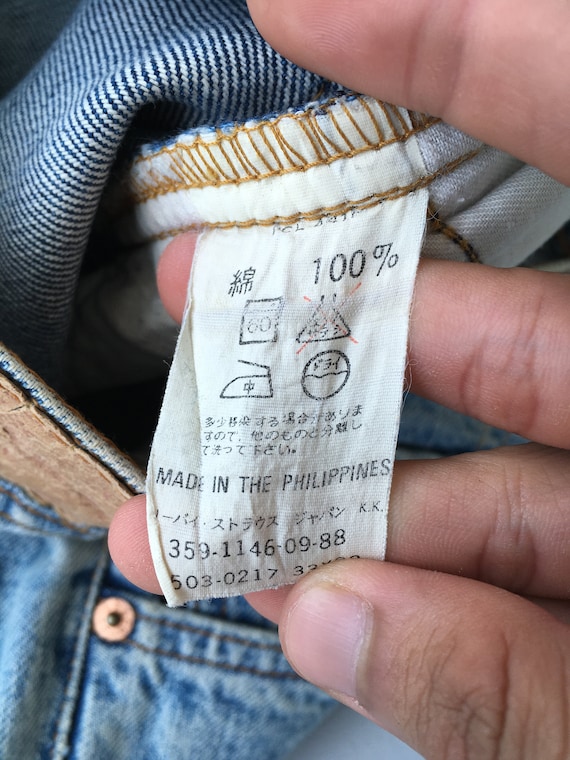 綿 100%
60
中 ドライ
多少移染する場合がありま
すので、他のものと分離し
て洗って下さい。
MADE IN THE PHILIPPINES
リーバイ・ストラウス ジャパン K.K.
359-1146-09-88
503-0217